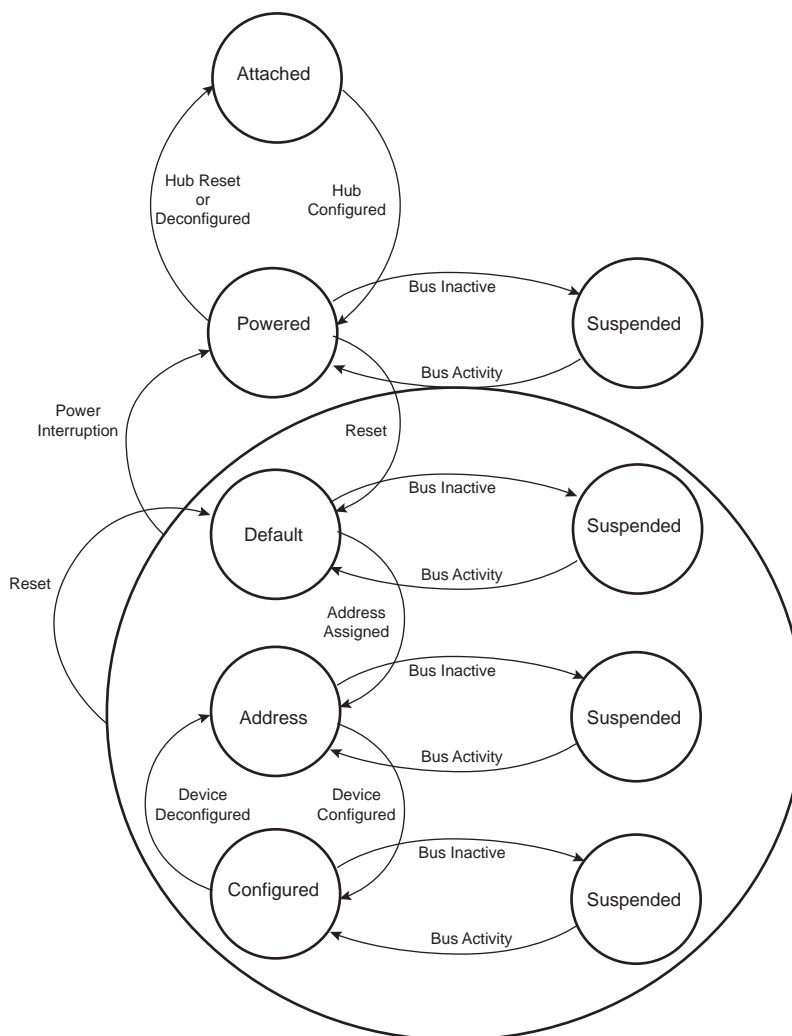 Attached
Hub Reset
or
Deconfigured
Hub
Configured
Powered
Bus Inactive
Suspended
Bus Activity
Power
Interruption
Reset
Default
Bus Inactive
Suspended
Bus Activity
Reset
Address
Assigned
Address
Bus Inactive
Suspended
Bus Activity
Device
Deconfigured
Device
Configured
Configured
Bus Inactive
Suspended
Bus Activity